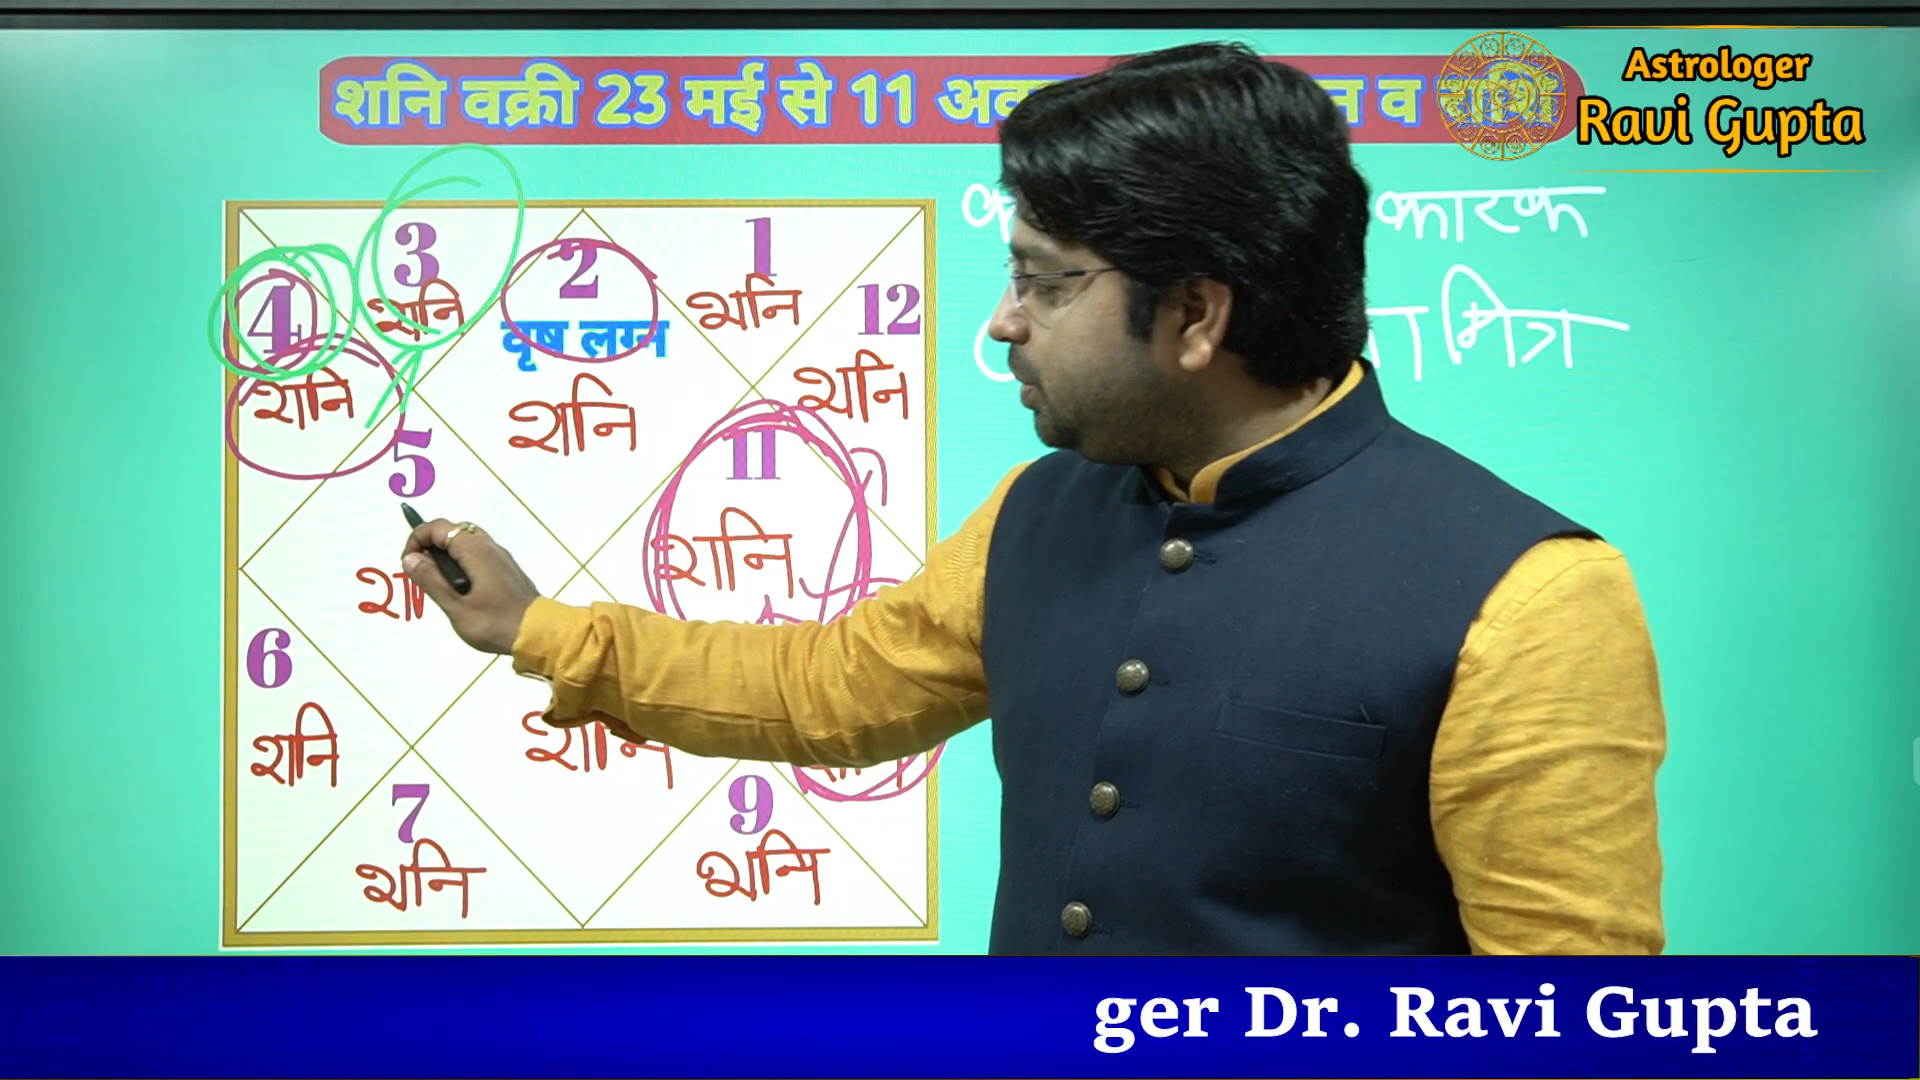 शनि वक्री 23 मई से 11
Astrologer
Ravi Gupta
कारक
मित्र
3
शनि
2
वृष लग्न
शनि
1
शनि
12
शनि
4
शनि
5
11
शनि
6
शनि
शनि
7
शनि
9
शनि
ger Dr. Ravi Gupta